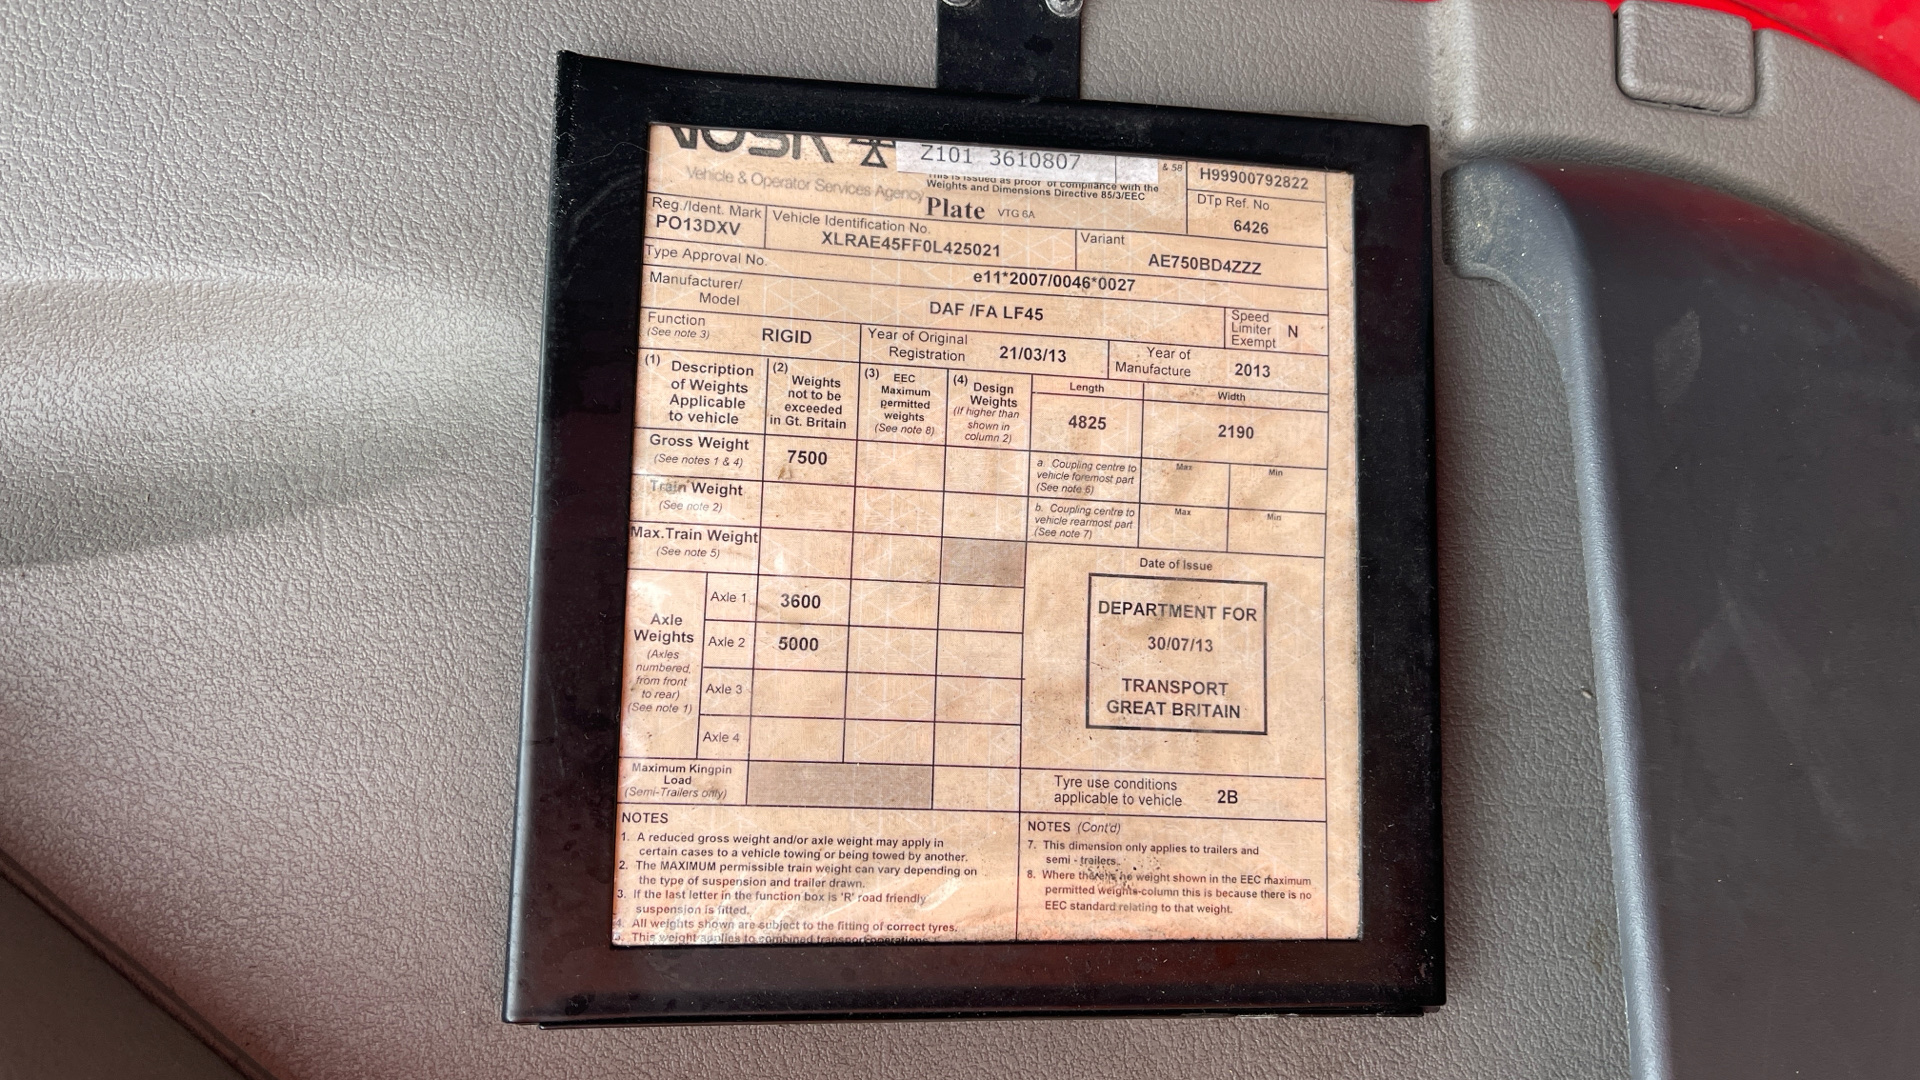 VOSA
Z101 3610807
& 58
H99900792822
Vehicle & Operator Services Agency
This is issued as proof of compliance with the
Weights and Dimensions Directive 85/3/EEC
Plate VTG 6A
DTp Ref. No.
6426
Reg./Ident. Mark
PO13DXV
Vehicle Identification No.
XLRAE45FF0L425021
Variant
AE750BD4ZZZ
Type Approval No.
e11*2007/0046*0027
Manufacturer/
Model
DAF /FA LF45
Speed
Limiter
Exempt
N
Function
(See note 3)
RIGID
Year of Original
Registration
21/03/13
Year of
Manufacture
2013
(1) Description
of Weights
Applicable
to vehicle
(2)
Weights
not to be
exceeded
in Gt. Britain
(3) EEC
Maximum
permitted
weights
(See note 8)
(4) Design
Weights
(If higher than
shown in
column 2)
Length
4825
Width
2190
Gross Weight
(See notes 1 & 4)
7500
a. Coupling centre to
vehicle foremost part
(See note 6)
Max
Min
Train Weight
(See note 2)
b. Coupling centre to
vehicle rearmost part
(See note 7)
Max
Min
Max.Train Weight
(See note 5)
Date of Issue
DEPARTMENT FOR
30/07/13
TRANSPORT
GREAT BRITAIN
Axle
Weights
(Axles
numbered
from front
to rear)
(See note 1)
Axle 1
3600
Axle 2
5000
Axle 3
Axle 4
Maximum Kingpin
Load
(Semi-Trailers only)
Tyre use conditions
applicable to vehicle
2B
NOTES
1. A reduced gross weight and/or axle weight may apply in
certain cases to a vehicle towing or being towed by another.
2. The MAXIMUM permissible train weight can vary depending on
the type of suspension and trailer drawn.
3. If the last letter in the function box is 'R' road friendly
suspension is fitted.
4. All weights shown are subject to the fitting of correct tyres.
5. This weight applies to combined transport operations
NOTES (Cont'd)
7. This dimension only applies to trailers and
semi - trailers.
8. Where there is no weight shown in the EEC maximum
permitted weights-column this is because there is no
EEC standard relating to that weight.